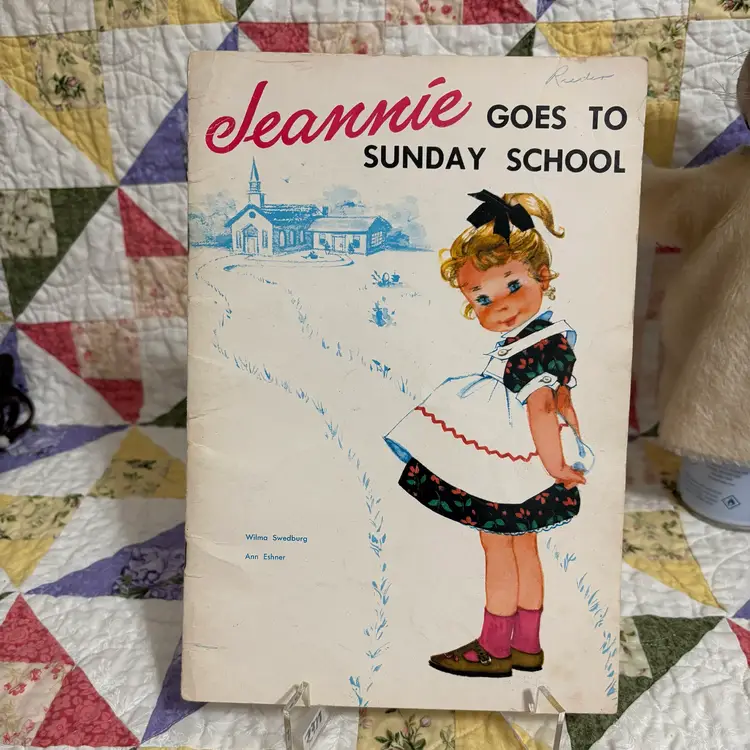 Jeannie GOES TO
SUNDAY SCHOOL
Wilma Swedburg
Ann Eshner